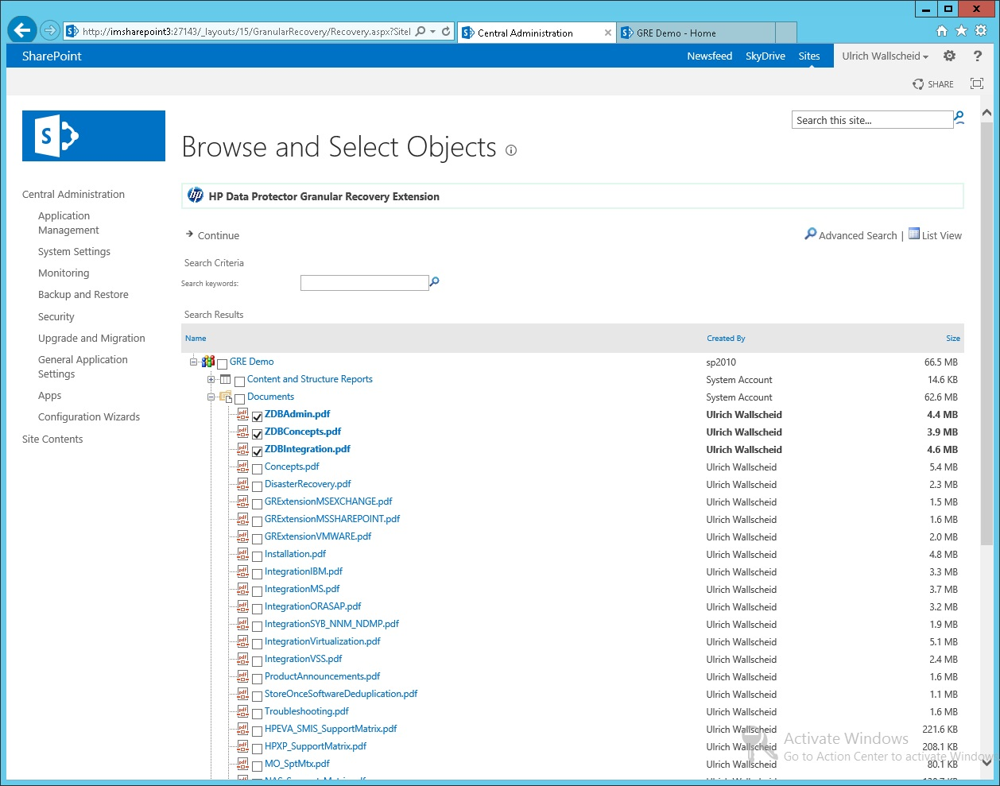 http://imsharepoint3:27143/_layouts/15/GranularRecovery/Recovery.aspx?Sitel
Central Administration
GRE Demo - Home
SharePoint
Newsfeed SkyDrive Sites
Ulrich Wallscheid
?
SHARE
S
Search this site...
Browse and Select Objects
hp HP Data Protector Granular Recovery Extension
Central Administration
Application
Management
System Settings
Monitoring
Backup and Restore
Security
Upgrade and Migration
General Application
Settings
Apps
Configuration Wizards
Site Contents
Continue
Advanced Search | List View
Search Criteria
Search keywords:
Search Results
Name Created By Size
GRE Demo sp2010 66.5 MB
Content and Structure Reports System Account 14.6 KB
Documents System Account 62.6 MB
ZDBAdmin.pdf Ulrich Wallscheid 4.4 MB
ZDBConcepts.pdf Ulrich Wallscheid 3.9 MB
ZDBIntegration.pdf Ulrich Wallscheid 4.6 MB
Concepts.pdf Ulrich Wallscheid 5.4 MB
DisasterRecovery.pdf Ulrich Wallscheid 2.3 MB
GRExtensionMSEXCHANGE.pdf Ulrich Wallscheid 1.5 MB
GRExtensionMSSHAREPOINT.pdf Ulrich Wallscheid 1.6 MB
GRExtensionVMWARE.pdf Ulrich Wallscheid 2.0 MB
Installation.pdf Ulrich Wallscheid 4.8 MB
IntegrationIBM.pdf Ulrich Wallscheid 3.3 MB
IntegrationMS.pdf Ulrich Wallscheid 3.7 MB
IntegrationORASAP.pdf Ulrich Wallscheid 3.2 MB
IntegrationSYB_NNM_NDMP.pdf Ulrich Wallscheid 1.9 MB
IntegrationVirtualization.pdf Ulrich Wallscheid 5.1 MB
IntegrationVSS.pdf Ulrich Wallscheid 2.4 MB
ProductAnnouncements.pdf Ulrich Wallscheid 1.6 MB
StoreOnceSoftwareDeduplication.pdf Ulrich Wallscheid 1.1 MB
Troubleshooting.pdf Ulrich Wallscheid 1.6 MB
HPEVA_SMIS_SupportMatrix.pdf Ulrich Wallscheid 221.6 KB
HPXP_SupportMatrix.pdf Ulrich Wallscheid 208.1 KB
MO_SptMtx.pdf Ulrich Wallscheid 80.1 KB
Activate Windows
Go to Action Center to activate Windows